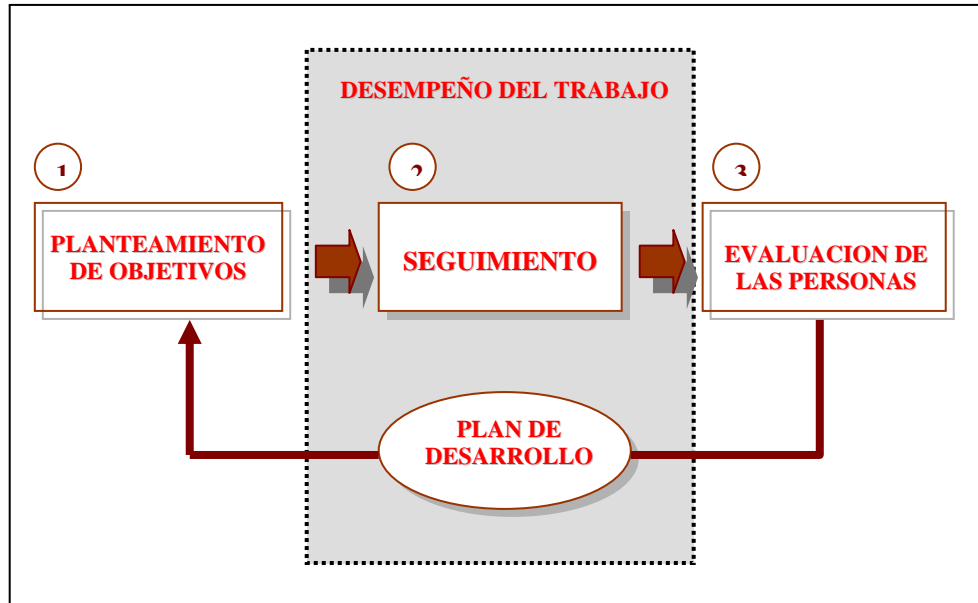 DESEMPEÑO DEL TRABAJO
1
2
3
PLANTEAMIENTO
DE OBJETIVOS
SEGUIMIENTO
EVALUACION DE
LAS PERSONAS
PLAN DE
DESARROLLO